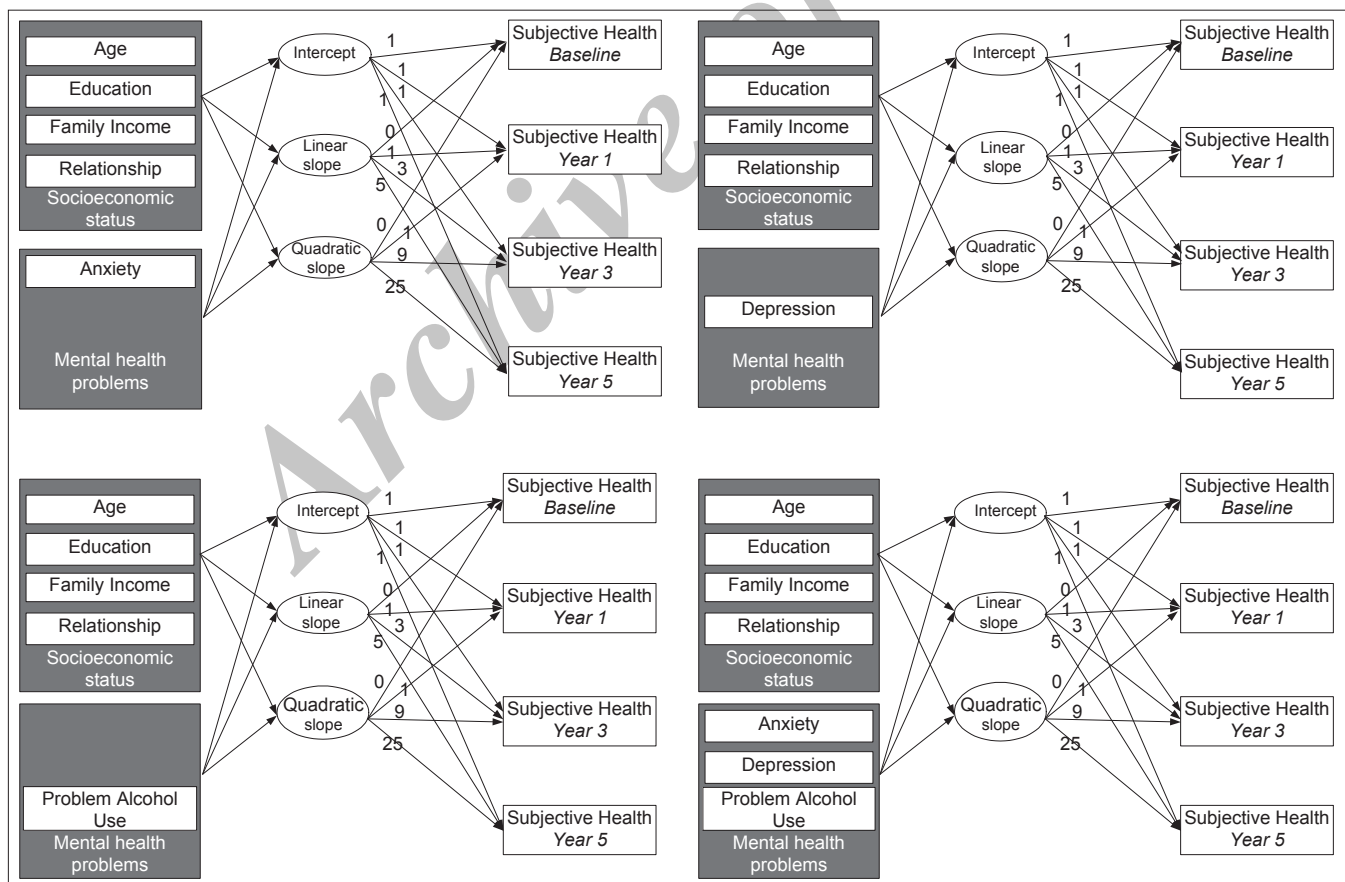 Age
Education
Family Income
Relationship
Socioeconomic
status
Anxiety
Mental health
problems
Intercept
Linear
slope
Quadratic
slope
1
1
1
1
0
1
3
5
0
1
9
25
Subjective Health
Baseline
Subjective Health
Year 1
Subjective Health
Year 3
Subjective Health
Year 5
Age
Education
Family Income
Relationship
Socioeconomic
status
Depression
Mental health
problems
Intercept
Linear
slope
Quadratic
slope
1
1
1
1
0
1
3
5
0
1
9
25
Subjective Health
Baseline
Subjective Health
Year 1
Subjective Health
Year 3
Subjective Health
Year 5
Age
Education
Family Income
Relationship
Socioeconomic
status
Problem Alcohol
Use
Mental health
problems
Intercept
Linear
slope
Quadratic
slope
1
1
1
1
0
1
3
5
0
1
9
25
Subjective Health
Baseline
Subjective Health
Year 1
Subjective Health
Year 3
Subjective Health
Year 5
Age
Education
Family Income
Relationship
Socioeconomic
status
Anxiety
Depression
Problem Alcohol
Use
Mental health
problems
Intercept
Linear
slope
Quadratic
slope
1
1
1
1
0
1
3
5
0
1
9
25
Subjective Health
Baseline
Subjective Health
Year 1
Subjective Health
Year 3
Subjective Health
Year 5
Archive